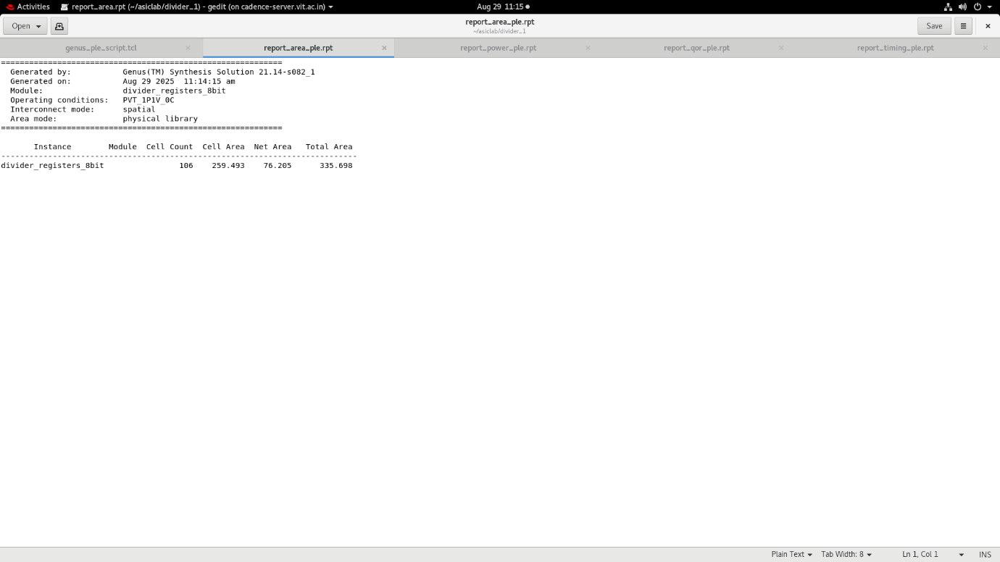 Activities report_area.rpt (~/asiclab/divider_1) - gedit (on cadence-server.vit.ac.in) Aug 29 11:15
Open report_area_ple.rpt Save
~/asiclab/divider_1
genus_ple_script.tcl report_area_ple.rpt report_power_ple.rpt report_qor_ple.rpt report_timing_ple.rpt
============================================================
Generated by: Genus(TM) Synthesis Solution 21.14-s082_1
Generated on: Aug 29 2025 11:14:15 am
Module: divider_registers_8bit
Operating conditions: PVT_1P1V_0C
Interconnect mode: spatial
Area mode: physical library
============================================================
Instance Module Cell Count Cell Area Net Area Total Area
----------------------------------------------------------------------------
divider_registers_8bit 106 259.493 76.205 335.698
Plain Text Tab Width: 8 Ln 1, Col 1 INS